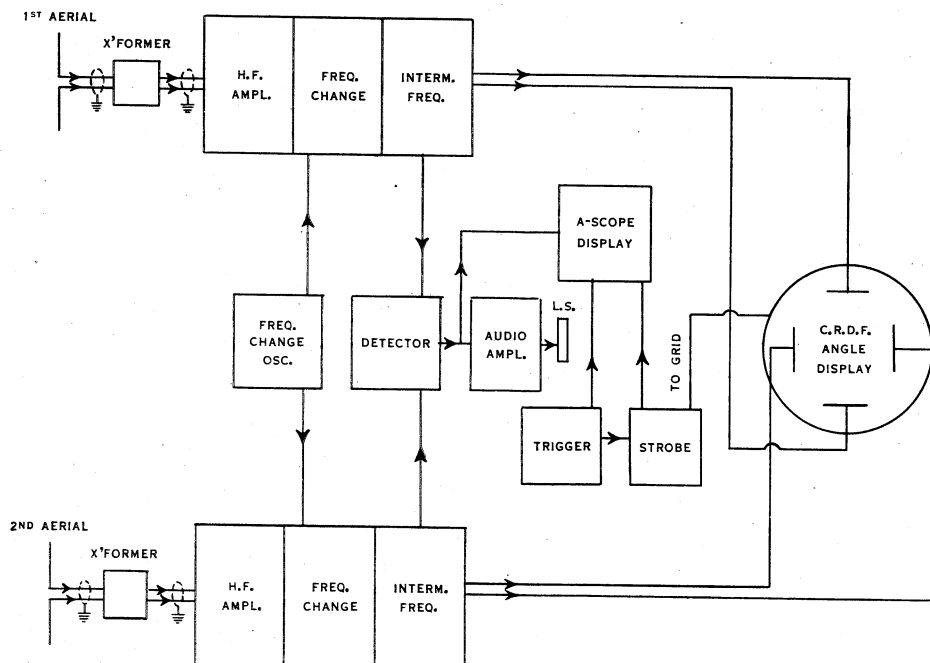 1ST AERIAL
X'FORMER
H.F.
AMPL.
FREQ.
CHANGE
INTERM.
FREQ.
A-SCOPE
DISPLAY
FREQ.
CHANGE
OSC.
DETECTOR
AUDIO
AMPL.
L.S.
TO GRID
C.R.D.F.
ANGLE
DISPLAY
TRIGGER
STROBE
2ND AERIAL
X'FORMER
H.F.
AMPL.
FREQ.
CHANGE
INTERM.
FREQ.